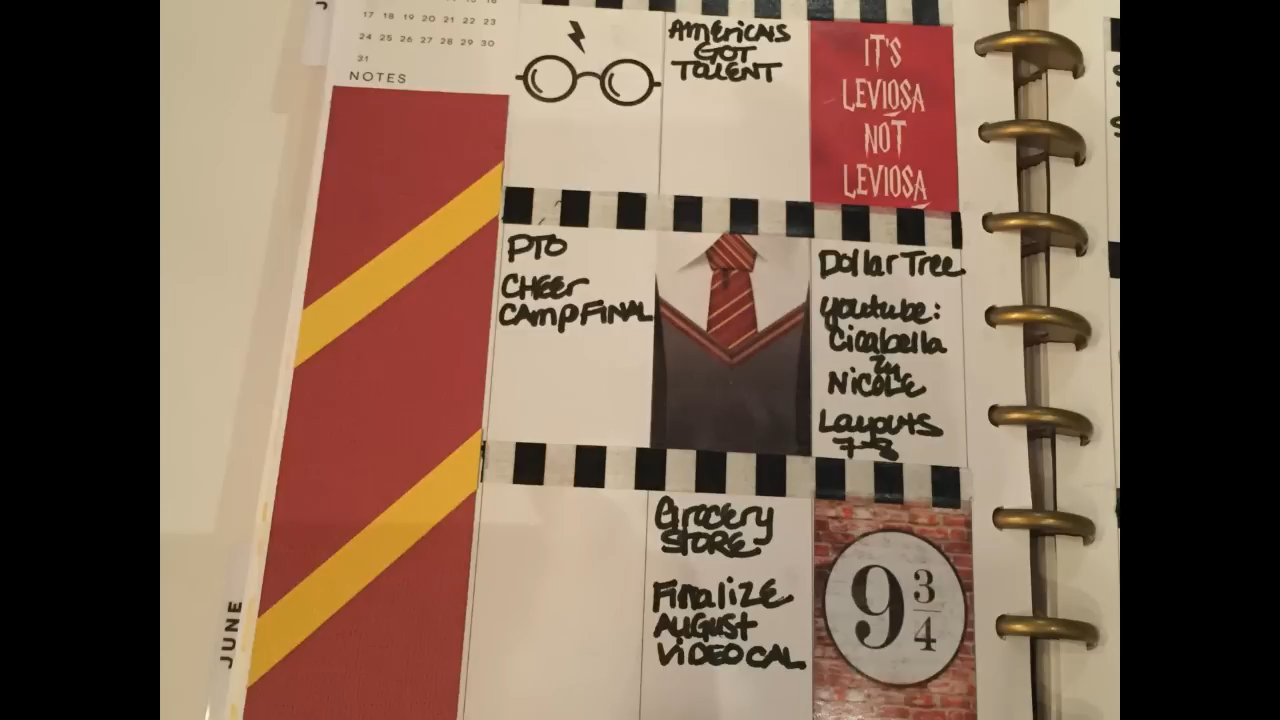 17 18 19 20 21 22 23
24 25 26 27 28 29 30
31
NOTES
AMERICAS
GOT
TALENT
IT'S
LEVIOSA
NOT
LEVIOSA
PTO
CHEER
CAMP FINAL
Dollar Tree
youtube:
Cicabella
NICOLE
Layouts
7-8
Grocery
STORE
Finalize
AUGUST
VIDEO CAL
9 3/4
JUNE